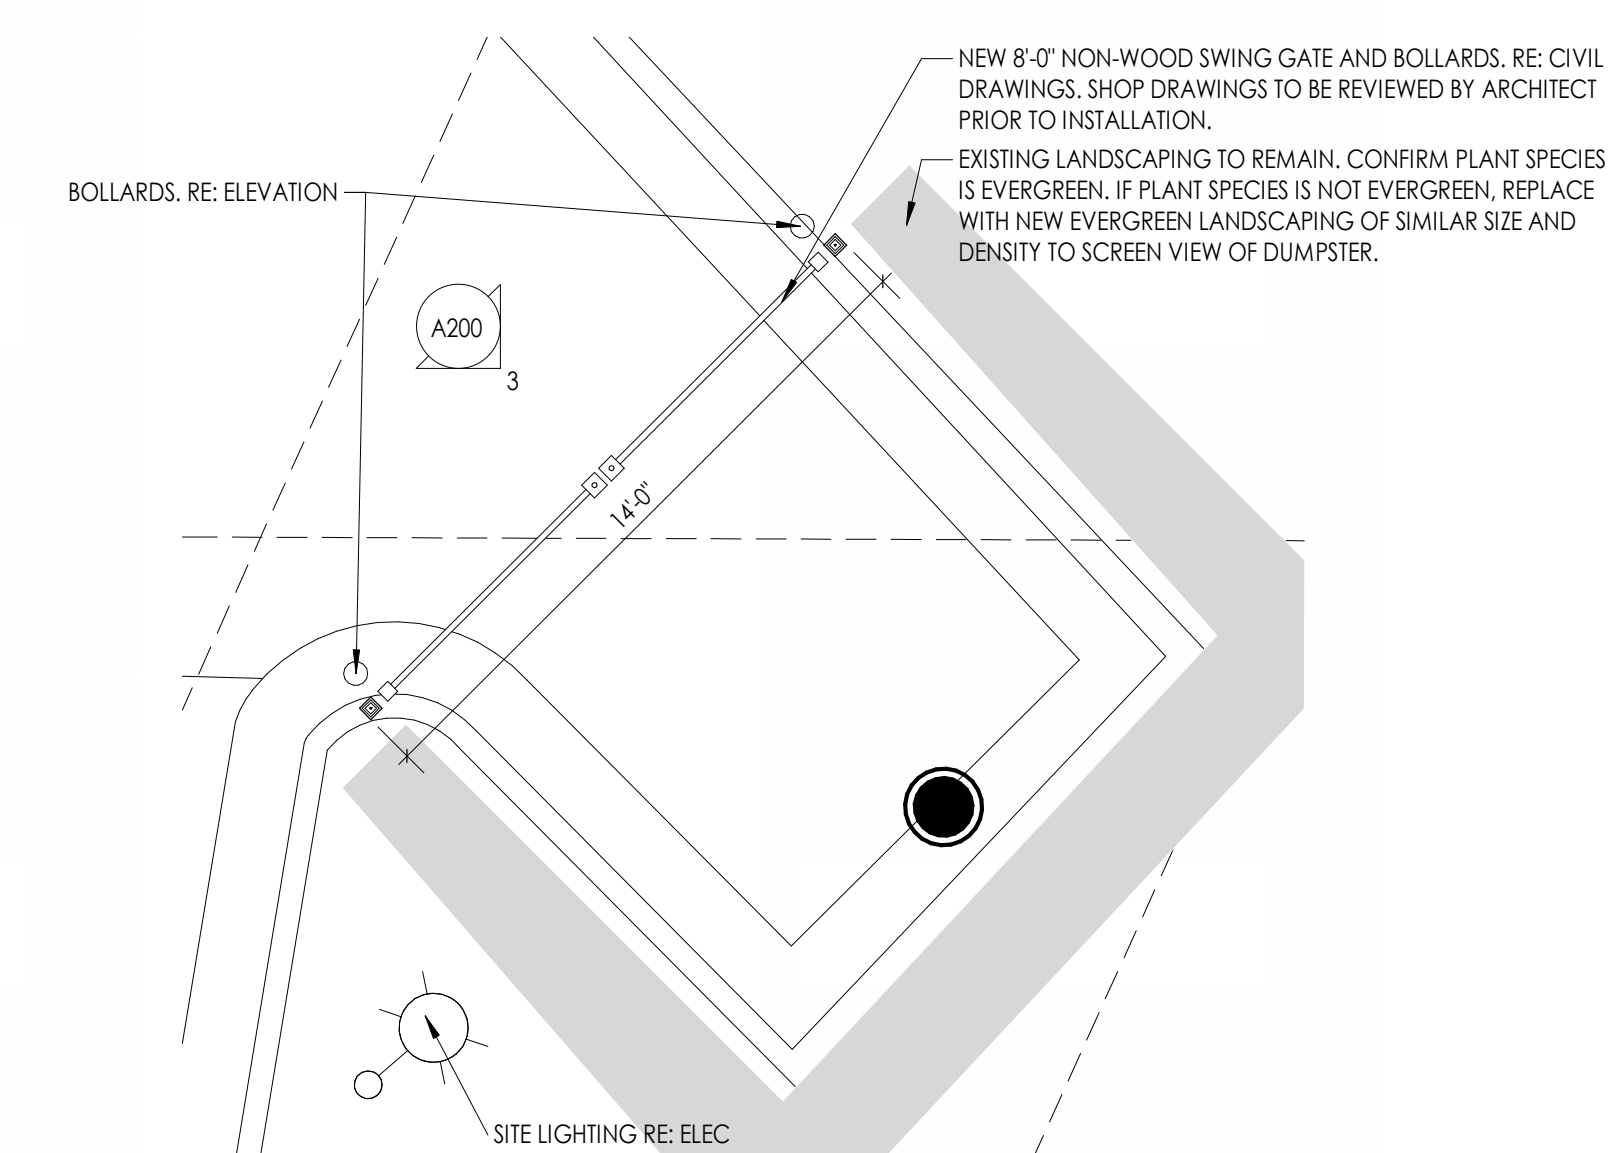 NEW 8'-0" NON-WOOD SWING GATE AND BOLLARDS. RE: CIVIL
DRAWINGS. SHOP DRAWINGS TO BE REVIEWED BY ARCHITECT
PRIOR TO INSTALLATION.
EXISTING LANDSCAPING TO REMAIN. CONFIRM PLANT SPECIES
IS EVERGREEN. IF PLANT SPECIES IS NOT EVERGREEN, REPLACE
WITH NEW EVERGREEN LANDSCAPING OF SIMILAR SIZE AND
DENSITY TO SCREEN VIEW OF DUMPSTER.
BOLLARDS. RE: ELEVATION
A200
3
14'-0"
SITE LIGHTING RE: ELEC